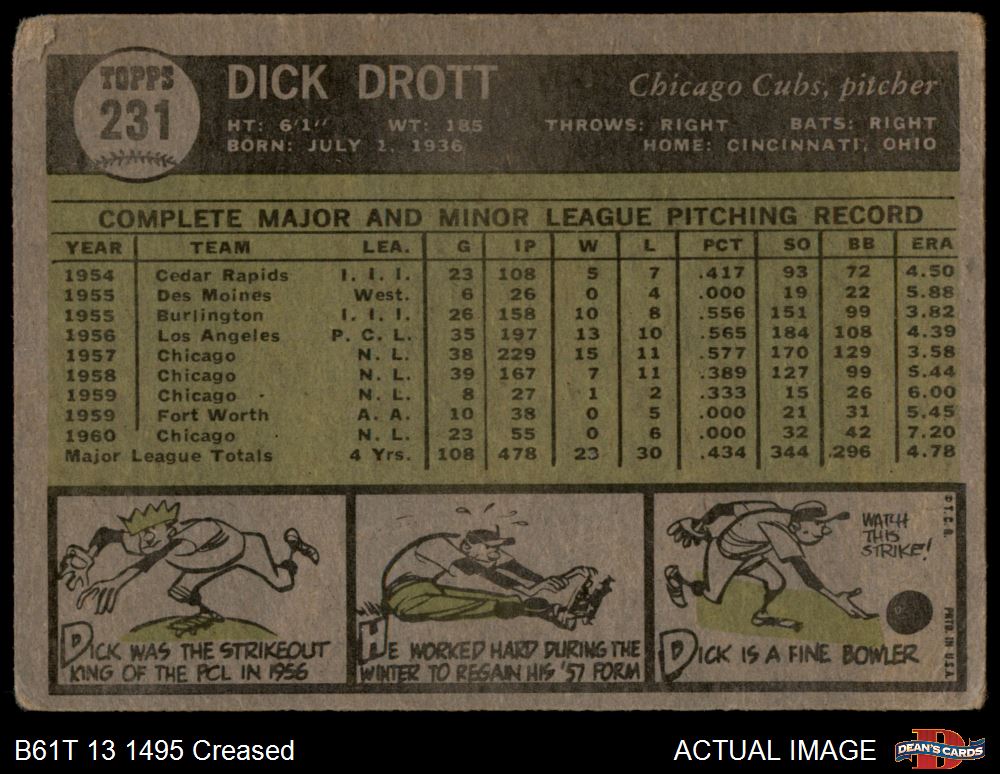 TOPPS
231
DICK DROTT
Chicago Cubs, pitcher
HT: 6'1" WT: 185 THROWS: RIGHT BATS: RIGHT
BORN: JULY 1, 1936 HOME: CINCINNATI, OHIO
COMPLETE MAJOR AND MINOR LEAGUE PITCHING RECORD
YEAR TEAM LEA. G IP W L PCT SO BB ERA
1954 Cedar Rapids I. I. I. 23 108 5 7 .417 93 72 4.50
1955 Des Moines West. 6 26 0 4 .000 19 22 5.88
1955 Burlington I. I. I. 26 158 10 8 .556 151 99 3.82
1956 Los Angeles P. C. L. 35 197 13 10 .565 184 108 4.39
1957 Chicago N. L. 38 229 15 11 .577 170 129 3.58
1958 Chicago N. L. 39 167 7 11 .389 127 99 5.44
1959 Chicago N. L. 8 27 1 2 .333 15 26 6.00
1959 Fort Worth A. A. 10 38 0 5 .000 21 31 5.45
1960 Chicago N. L. 23 55 0 6 .000 32 42 7.20
Major League Totals 4 Yrs. 108 478 23 30 .434 344 .296 4.78
DICK WAS THE STRIKEOUT
KING OF THE PCL IN 1956
HE WORKED HARD DURING THE
WINTER TO REGAIN HIS '57 FORM
WATCH
THIS
STRIKE!
DICK IS A FINE BOWLER
© T. C. G.
PRTD. IN U.S.A.
B61T 13 1495 Creased
ACTUAL IMAGE
D
DEAN'S CARDS